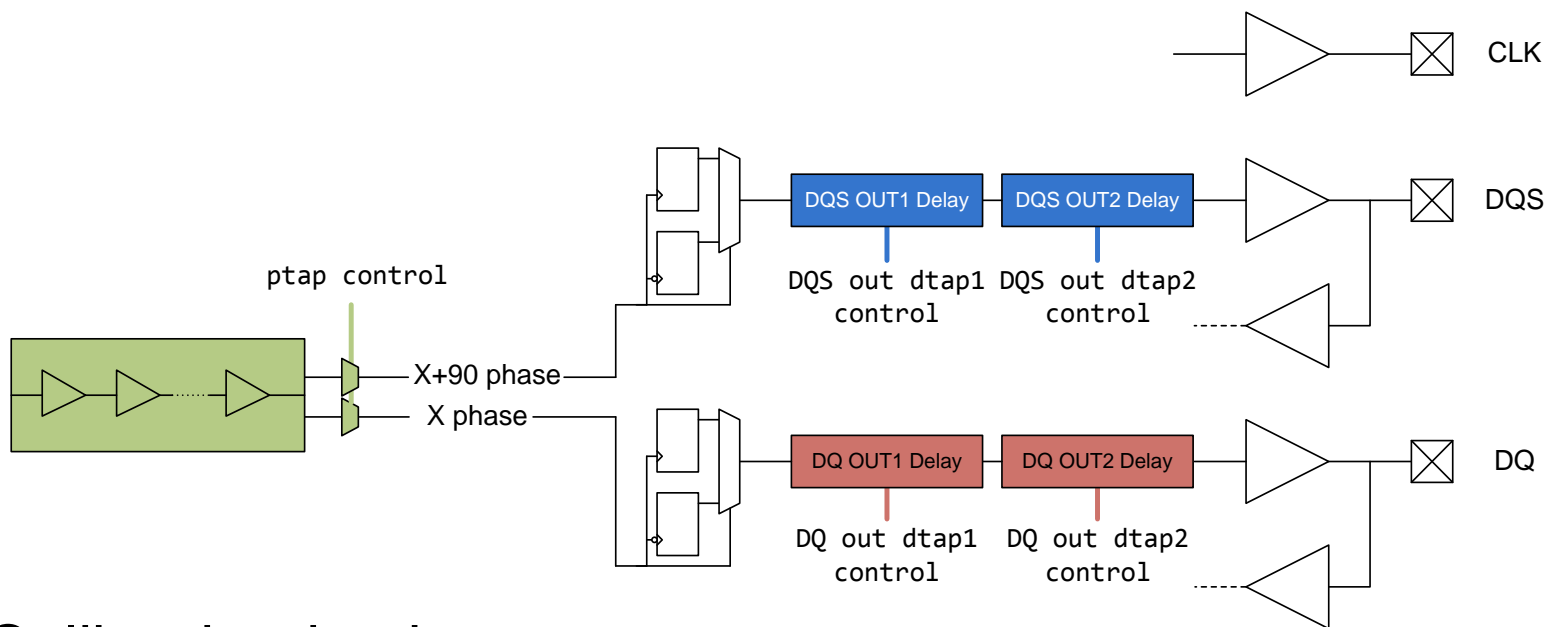 CLK
DQS OUT1 Delay
DQS OUT2 Delay
DQS
ptap control
DQS out dtap1
control
DQS out dtap2
control
X+90 phase
X phase
DQ OUT1 Delay
DQ OUT2 Delay
DQ
DQ out dtap1
control
DQ out dtap2
control